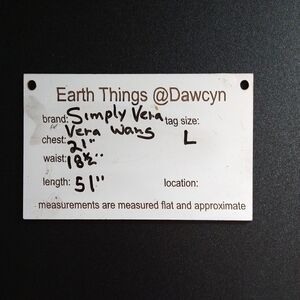 Earth Things @Dawcyn
brand: Simply Vera tag size:
Vera Wang L
chest: 21"
waist: 18½"
length: 51" location:
measurements are measured flat and approximate